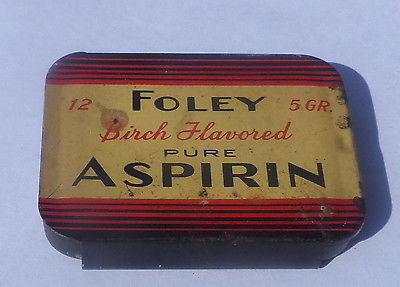 12 FOLEY 5 GR.
Birch Flavored
PURE
ASPIRIN